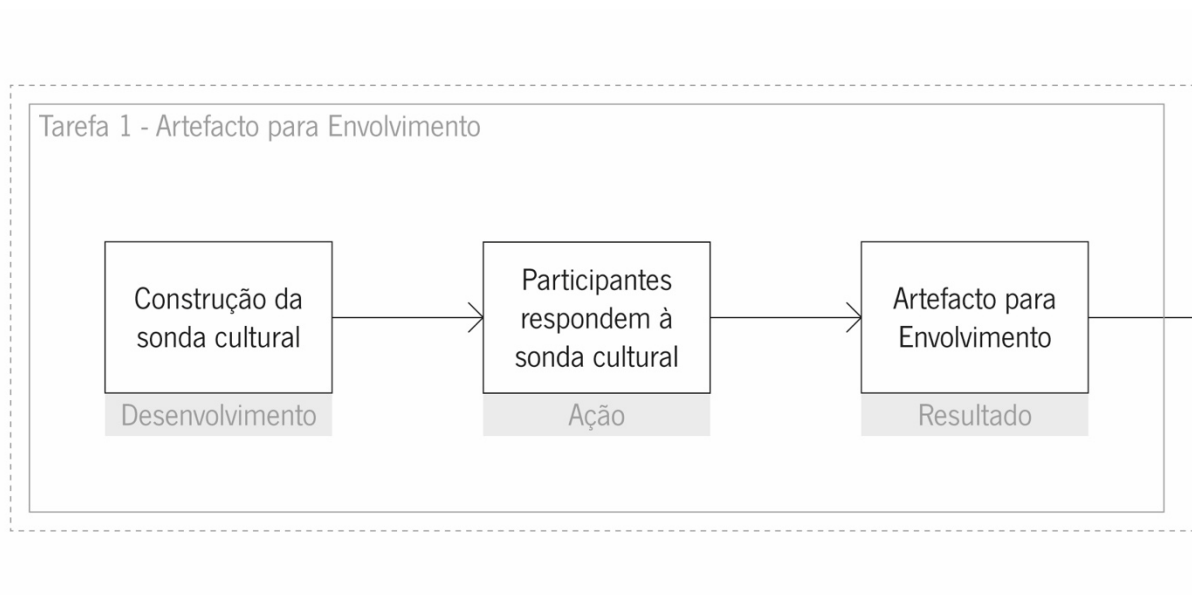 Tarefa 1 - Artefacto para Envolvimento
Construção da
sonda cultural
Desenvolvimento
Participantes
respondem à
sonda cultural
Ação
Artefacto para
Envolvimento
Resultado